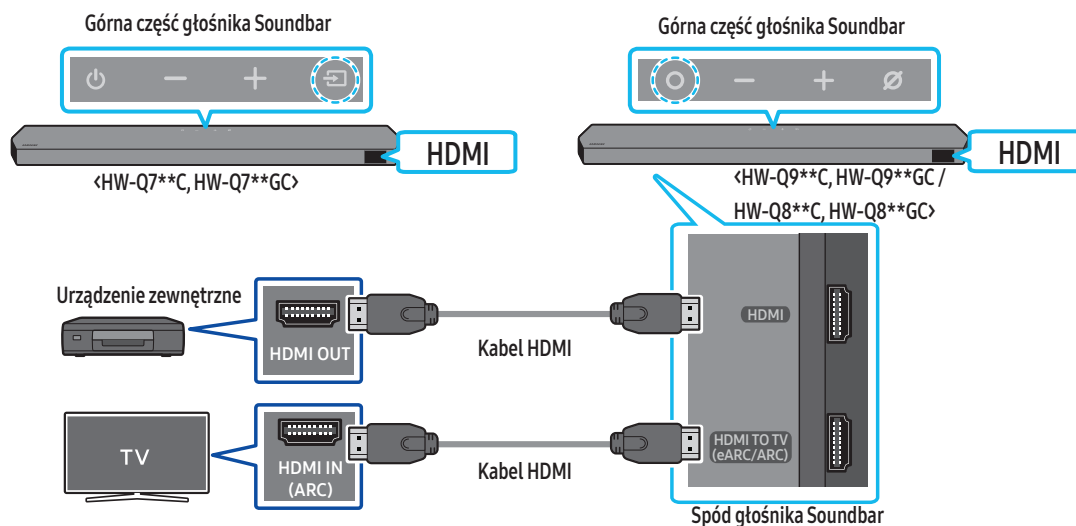 Górna część głośnika Soundbar
HDMI
<HW-Q7**C, HW-Q7**GC>
Górna część głośnika Soundbar
HDMI
<HW-Q9**C, HW-Q9**GC /
HW-Q8**C, HW-Q8**GC>
Urządzenie zewnętrzne
HDMI OUT
Kabel HDMI
HDMI
TV
HDMI IN
(ARC)
Kabel HDMI
HDMI TO TV
(eARC/ARC)
Spód głośnika Soundbar